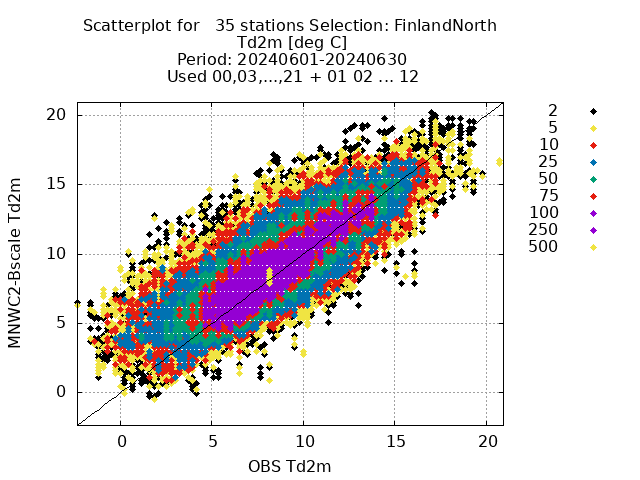 Scatterplot for   35 stations Selection: FinlandNorth
Td2m [deg C]
Period: 20240601-20240630
Used 00,03,...,21 + 01 02 ... 12
20
15
10
5
0
MNWC2-Bscale Td2m
0 5 10 15 20
OBS Td2m
2
5
10
25
50
75
100
250
500